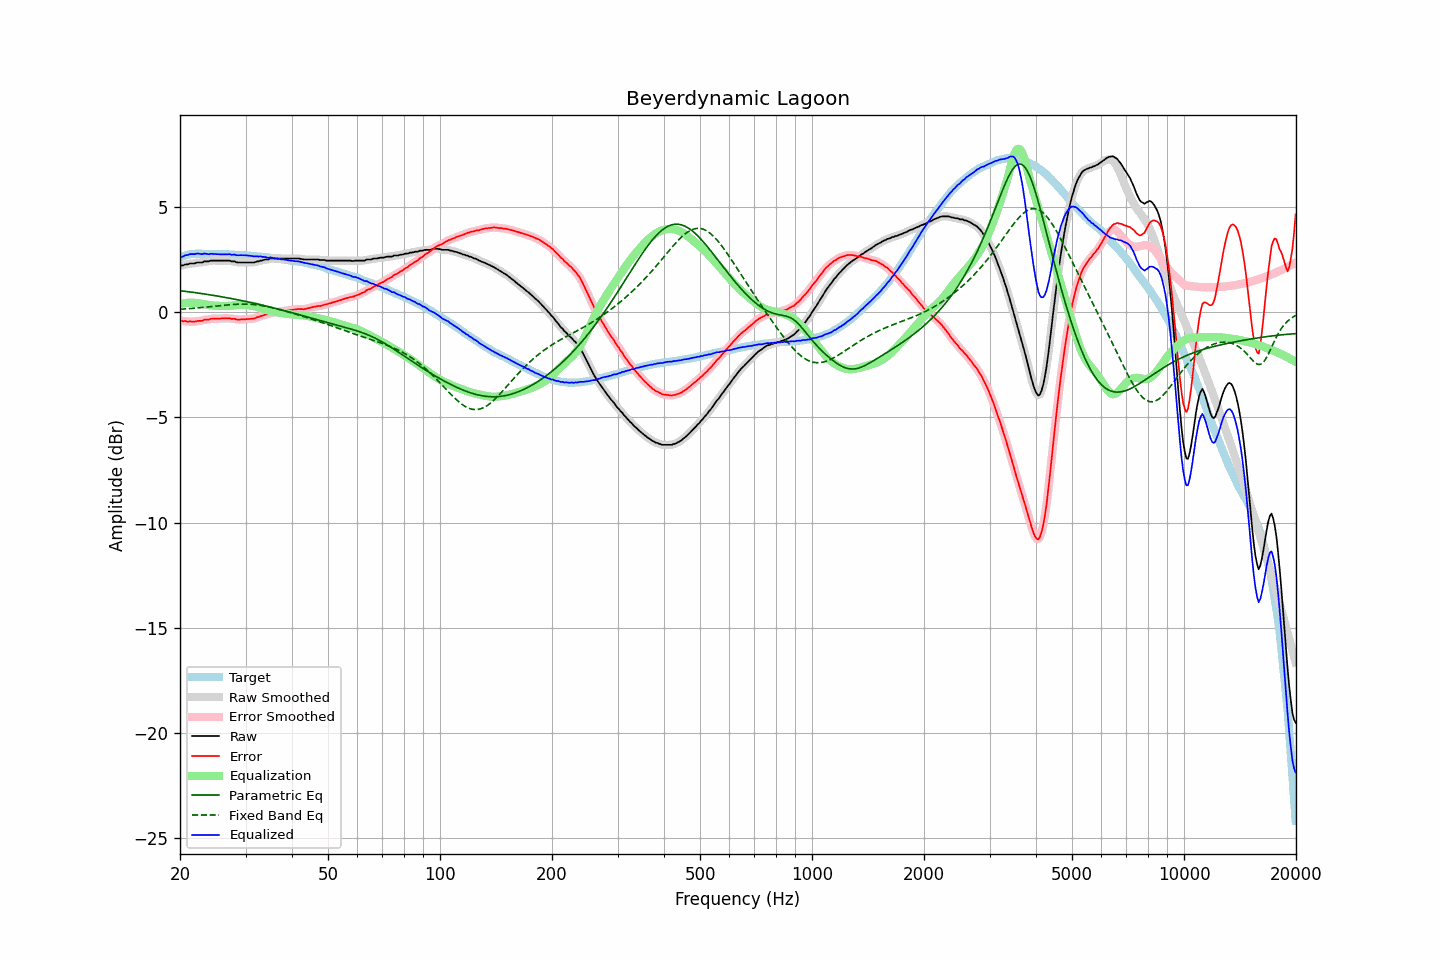 Beyerdynamic Lagoon
Amplitude (dBr)
5
0
−5
−10
−15
−20
−25
Target
Raw Smoothed
Error Smoothed
Raw
Error
Equalization
Parametric Eq
Fixed Band Eq
Equalized
20 50 100 200 500 1000 2000 5000 10000 20000
Frequency (Hz)